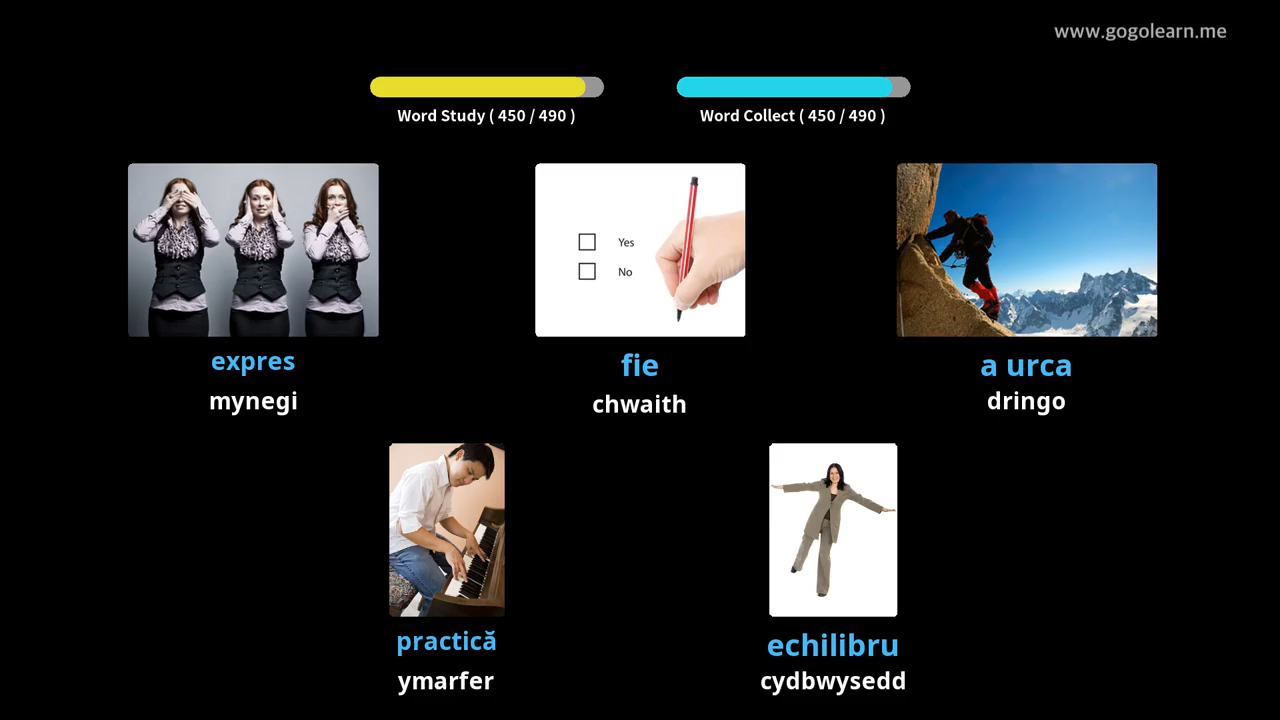 www.gogolearn.me
Word Study ( 450 / 490 )
Word Collect ( 450 / 490 )
Yes
No
expres
mynegi
fie
chwaith
a urca
dringo
practică
ymarfer
echilibru
cydbwysedd